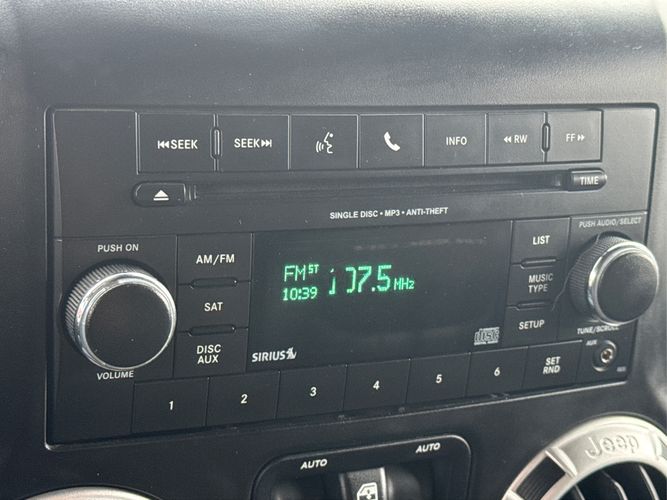 SEEK
SEEK
INFO
RW
FF
TIME
SINGLE DISC • MP3 • ANTI-THEFT
PUSH ON
AM/FM
SAT
DISC
AUX
VOLUME
FM ST
10:39
107.5 MHz
SIRIUS
LIST
MUSIC
TYPE
SETUP
PUSH AUDIO/SELECT
TUNE/SCROLL
AUX
1
2
3
4
5
6
SET
RND
AUTO
AUTO
Jeep